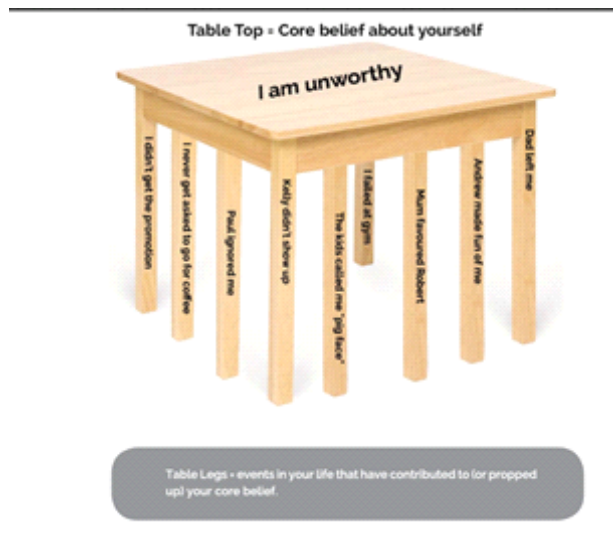 Table Top = Core belief about yourself
I am unworthy
I didn't get the promotion
I never get asked to go for coffee
Paul ignored me
Kelly didn't show up
The kids called me "pig face"
I failed at gym
Mum favoured Robert
Andrew made fun of me
Dad left me
Table Legs = events in your life that have contributed to (or propped
up) your core belief.